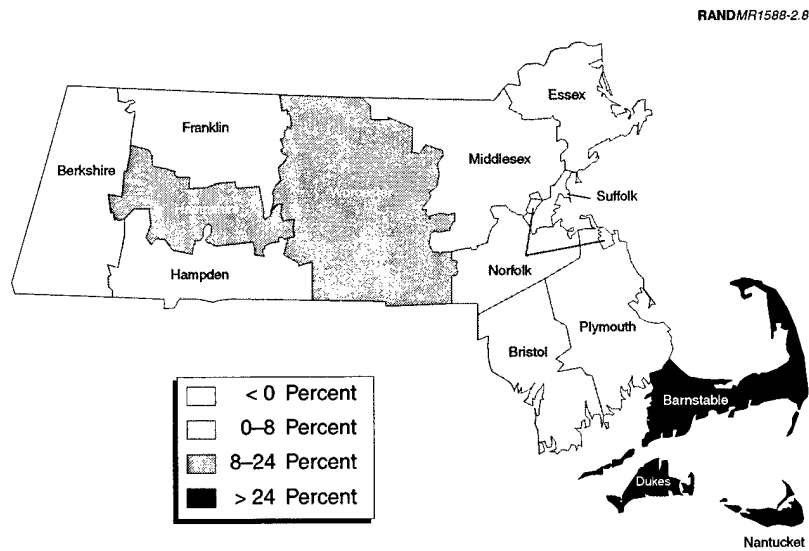 RANDMR1588-2.8
Essex
Franklin
Middlesex
Berkshire
Suffolk
Hampden
Norfolk
Plymouth
Bristol
Barnstable
Dukes
Nantucket
< 0 Percent
0–8 Percent
8–24 Percent
> 24 Percent